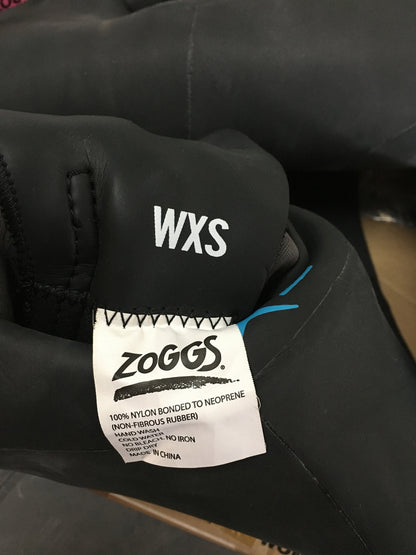 WXS
ZOGGS®
100% NYLON BONDED TO NEOPRENE
(NON-FIBROUS RUBBER)
HAND WASH
COLD WATER
NO BLEACH, NO IRON
DRIP DRY
MADE IN CHINA